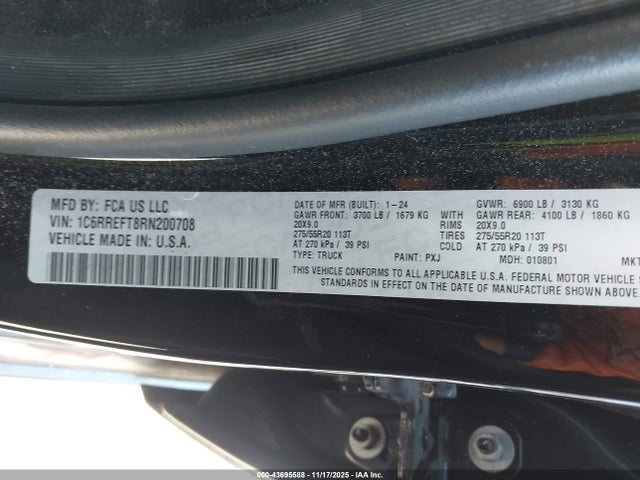 MFD BY: FCA US LLC
VIN: 1C6RREFT8RN200708
VEHICLE MADE IN U.S.A.
DATE OF MFR (BUILT): 1-24 GVWR: 6900 LB / 3130 KG
GAWR FRONT: 3700 LB / 1679 KG WITH GAWR REAR: 4100 LB / 1860 KG
20X9.0 RIMS 20X9.0
275/55R20 113T TIRES 275/55R20 113T
AT 270 kPa / 39 PSI COLD AT 270 kPa / 39 PSI
TYPE: TRUCK PAINT: PXJ MDH: 010801 MKT
THIS VEHICLE CONFORMS TO ALL APPLICABLE U.S.A. FEDERAL MOTOR VEHICLE
STANDARDS IN EFFECT ON THE DATE OF MANUFACTURE SHOWN ABOVE.
000-43695588 - 11/17/2025 - IAA Inc.